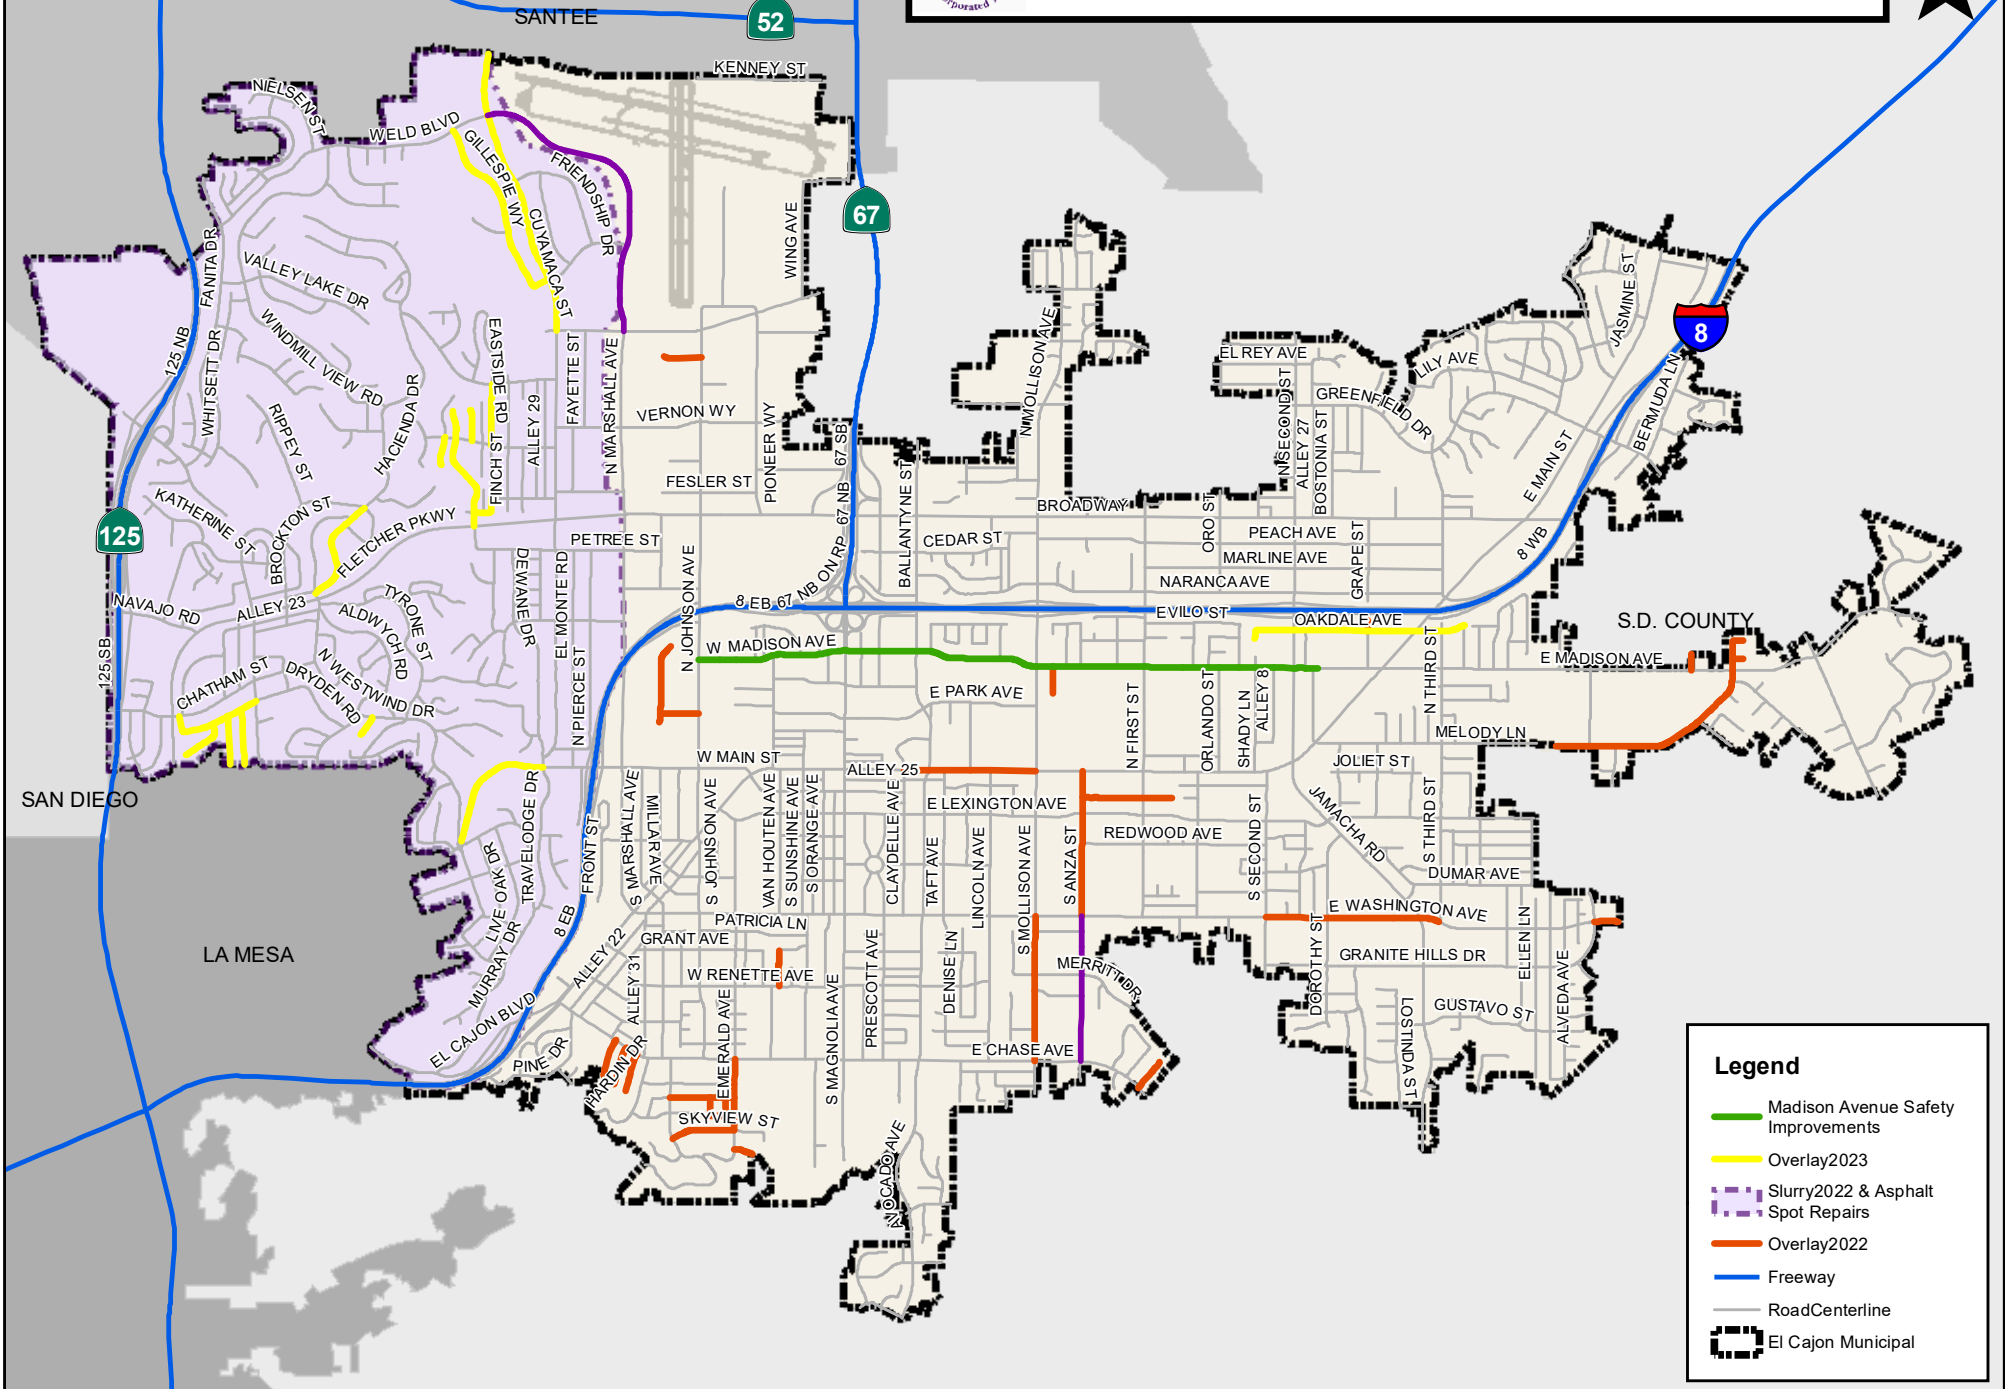 SANTEE
52
orporated
KENNEY ST
NIELSEN ST
WELD BLVD
GILLESPIE WY
FRIENDSHIP DR
CUYAMACA ST
67
WING AVE
FANITA DR
VALLEY LAKE DR
WINDMILL VIEW RD
125 NB
WHITSETT DR
EASTSIDE RD
FAYETTE ST
N MARSHALL AVE
HACIENDA DR
RIPPEY ST
ALLEY 29
FINCH ST
VERNON WY
PIONEER WY
FESLER ST
67 SB
67 NB
N MOLLISON AVE
EL REY AVE
N SECOND ST
GREENFIELD DR
ALLEY 27
BOSTONIA ST
LILY AVE
JASMINE ST
8
BERMUDA LN
E MAIN ST
KATHERINE ST
BROCKTON ST
FLETCHER PKWY
125
PETREE ST
BALLANTYNE ST
BROADWAY
CEDAR ST
ORO ST
PEACH AVE
MARLINE AVE
GRAPE ST
NARANCA AVE
8 WB
NAVAJO RD
ALLEY 23
ALDWYCH RD
TYRONE ST
DEWANE DR
EL MONTE RD
N JOHNSON AVE
8 EB 67 NB ON RP
EVILO ST
OAKDALE AVE
S.D. COUNTY
125 SB
CHATHAM ST
DRYDEN RD
N WESTWIND DR
N PIERCE ST
W MADISON AVE
E MADISON AVE
E PARK AVE
N FIRST ST
ORLANDO ST
SHADY LN
ALLEY 8
N THIRD ST
MELODY LN
W MAIN ST
ALLEY 25
JOLIET ST
SAN DIEGO
TRAVELODGE DR
FRONT ST
S MARSHALL AVE
MILLAR AVE
S JOHNSON AVE
VAN HOUTEN AVE
S SUNSHINE AVE
S ORANGE AVE
CLAYDELLE AVE
TAFT AVE
E LEXINGTON AVE
LINCOLN AVE
S MOLLISON AVE
S ANZA ST
REDWOOD AVE
S SECOND ST
JAMACHA RD
S THIRD ST
DUMAR AVE
LIVE OAK DR
8 EB
PATRICIA LN
E WASHINGTON AVE
LA MESA
MURRAY DR
ALLEY 22
GRANT AVE
ALLEY 31
W RENETTE AVE
PRESCOTT AVE
DENISE LN
MERRITT DR
DOROTHY ST
GRANITE HILLS DR
ELLEN LN
ALVEDA AVE
EL CAJON BLVD
EMERALD AVE
S MAGNOLIA AVE
LOSTINDA ST
GUSTAVO ST
PINE DR
HARDIN DR
E CHASE AVE
SKYVIEW ST
AVOCADO AVE
Legend
Madison Avenue Safety
Improvements
Overlay2023
Slurry2022 & Asphalt
Spot Repairs
Overlay2022
Freeway
RoadCenterline
El Cajon Municipal